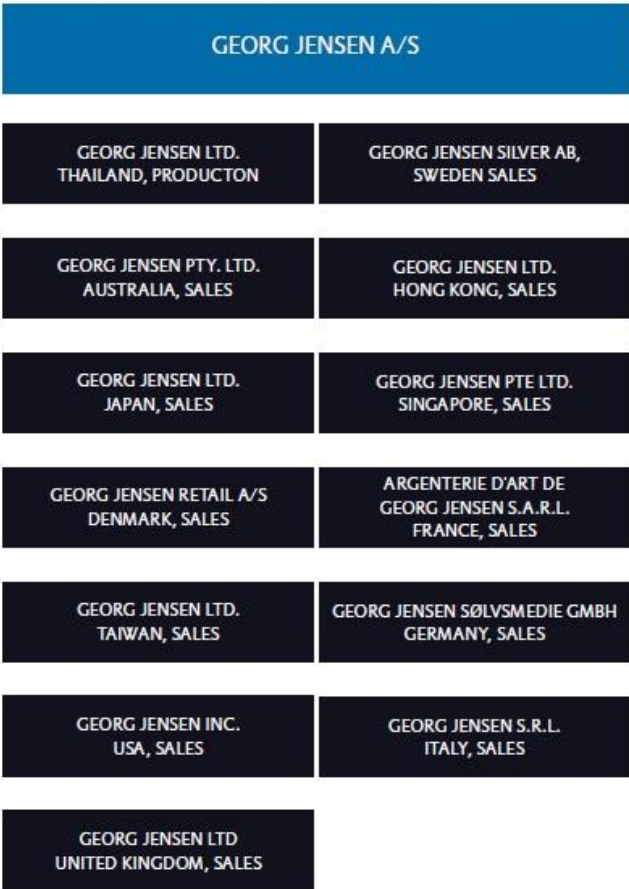 GEORG JENSEN A/S
GEORG JENSEN LTD.
THAILAND, PRODUCTON
GEORG JENSEN SILVER AB,
SWEDEN SALES
GEORG JENSEN PTY. LTD.
AUSTRALIA, SALES
GEORG JENSEN LTD.
HONG KONG, SALES
GEORG JENSEN LTD.
JAPAN, SALES
GEORG JENSEN PTE LTD.
SINGAPORE, SALES
GEORG JENSEN RETAIL A/S
DENMARK, SALES
ARGENTERIE D'ART DE
GEORG JENSEN S.A.R.L.
FRANCE, SALES
GEORG JENSEN LTD.
TAIWAN, SALES
GEORG JENSEN SØLVSMEDIE GMBH
GERMANY, SALES
GEORG JENSEN INC.
USA, SALES
GEORG JENSEN S.R.L.
ITALY, SALES
GEORG JENSEN LTD
UNITED KINGDOM, SALES